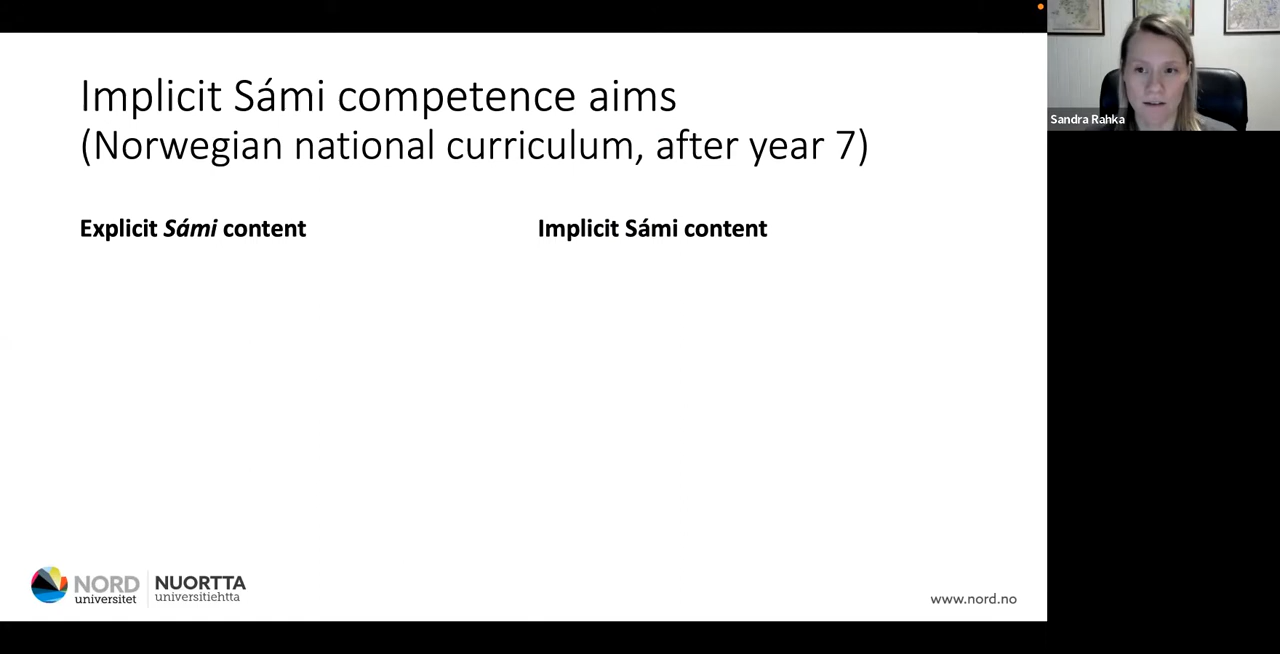 Implicit Sámi competence aims
(Norwegian national curriculum, after year 7)
Explicit Sámi content
Implicit Sámi content
NORD
universitet
NUORTTA
universitiehtta
www.nord.no
Sandra Rahka